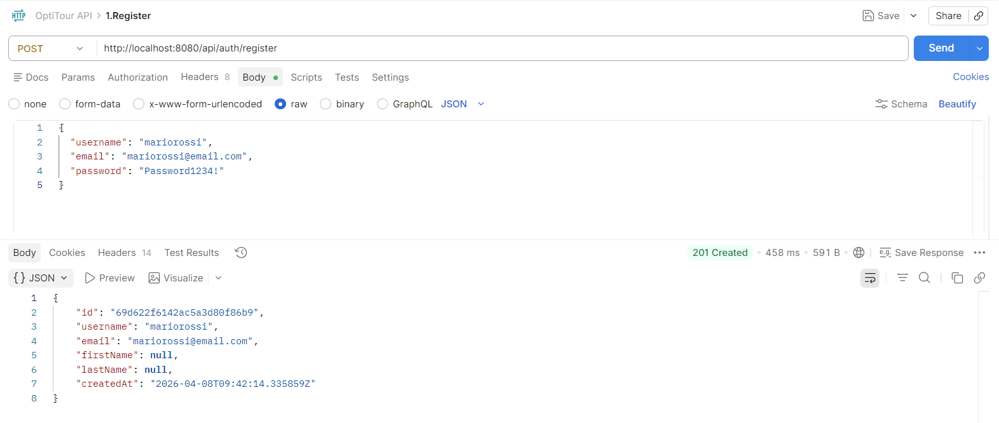 HTTP OptiTour API > 1.Register Save Share
POST http://localhost:8080/api/auth/register Send
Docs Params Authorization Headers 8 Body Scripts Tests Settings Cookies
none form-data x-www-form-urlencoded raw binary GraphQL JSON Schema Beautify
1 {
2 "username": "mariorossi",
3 "email": "mariorossi@email.com",
4 "password": "Password1234!"
5 }
Body Cookies Headers 14 Test Results 201 Created 458 ms 591 B e.g. Save Response
{} JSON Preview Visualize
1 {
2 "id": "69d622f6142ac5a3d80f86b9",
3 "username": "mariorossi",
4 "email": "mariorossi@email.com",
5 "firstName": null,
6 "lastName": null,
7 "createdAt": "2026-04-08T09:42:14.335859Z"
8 }